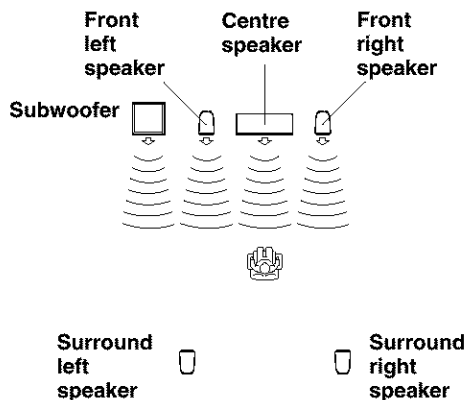 Front
left
speaker
Centre
speaker
Front
right
speaker
Subwoofer
Surround
left
speaker
Surround
right
speaker